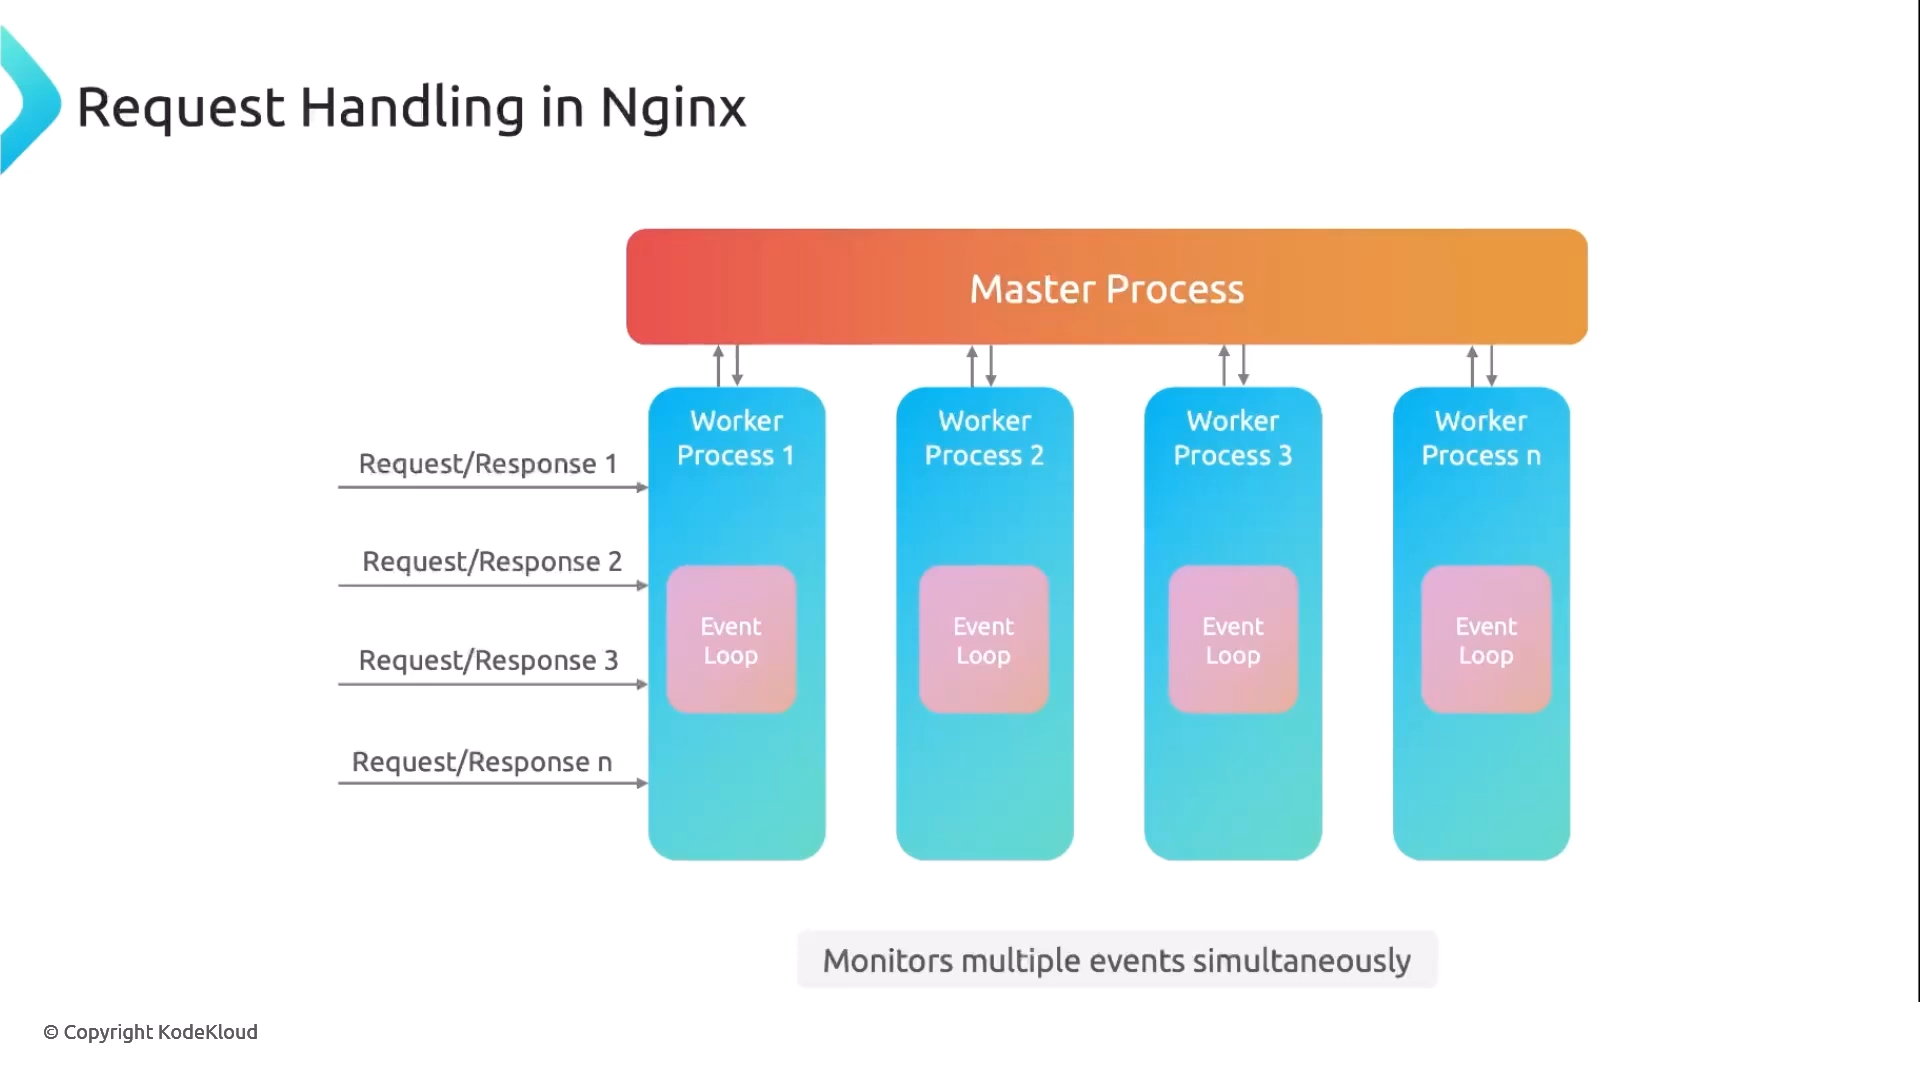 Request Handling in Nginx
Master Process
Worker
Process 1
Worker
Process 2
Worker
Process 3
Worker
Process n
Request/Response 1
Request/Response 2
Request/Response 3
Request/Response n
Event
Loop
Event
Loop
Event
Loop
Event
Loop
Monitors multiple events simultaneously
© Copyright KodeKloud